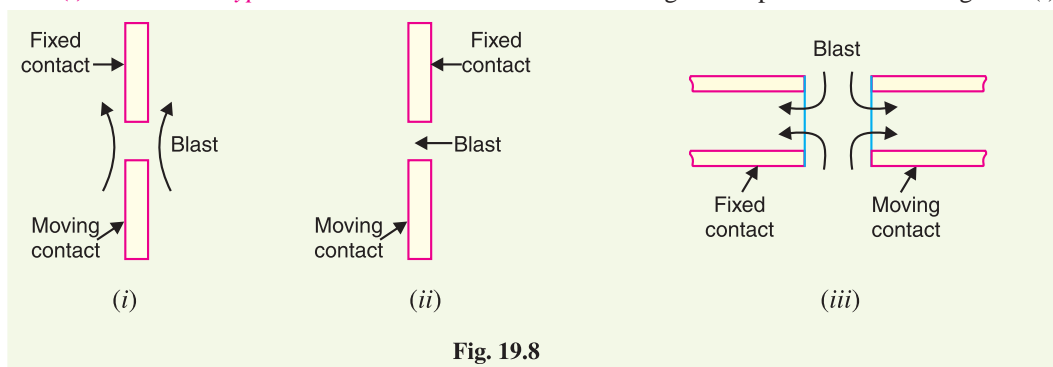 Fixed
contact
Blast
Moving
contact
(i)
Fixed
contact
Blast
Moving
contact
(ii)
Blast
Fixed
contact
Moving
contact
(iii)
Fig. 19.8